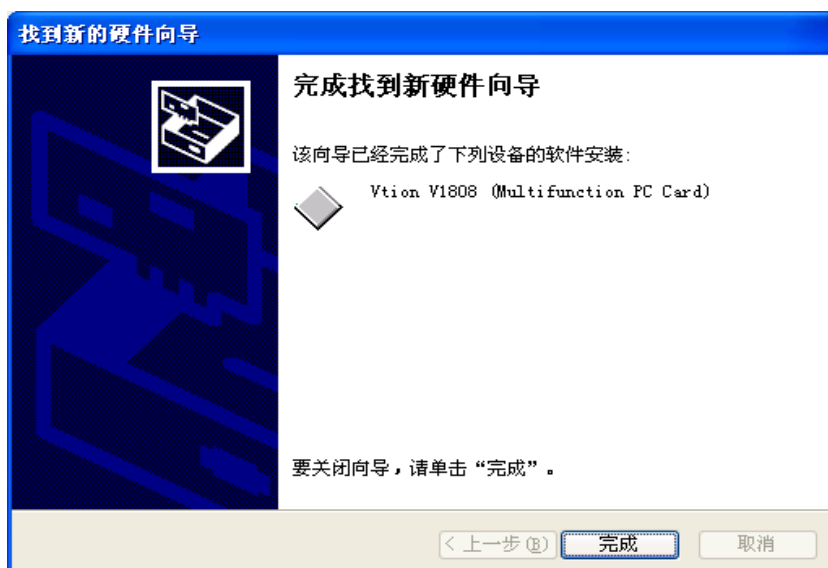 找到新的硬件向导
完成找到新硬件向导
该向导已经完成了下列设备的软件安装:
Vtion V1808 (Multifunction PC Card)
要关闭向导，请单击“完成”。
< 上一步(B)
完成
取消